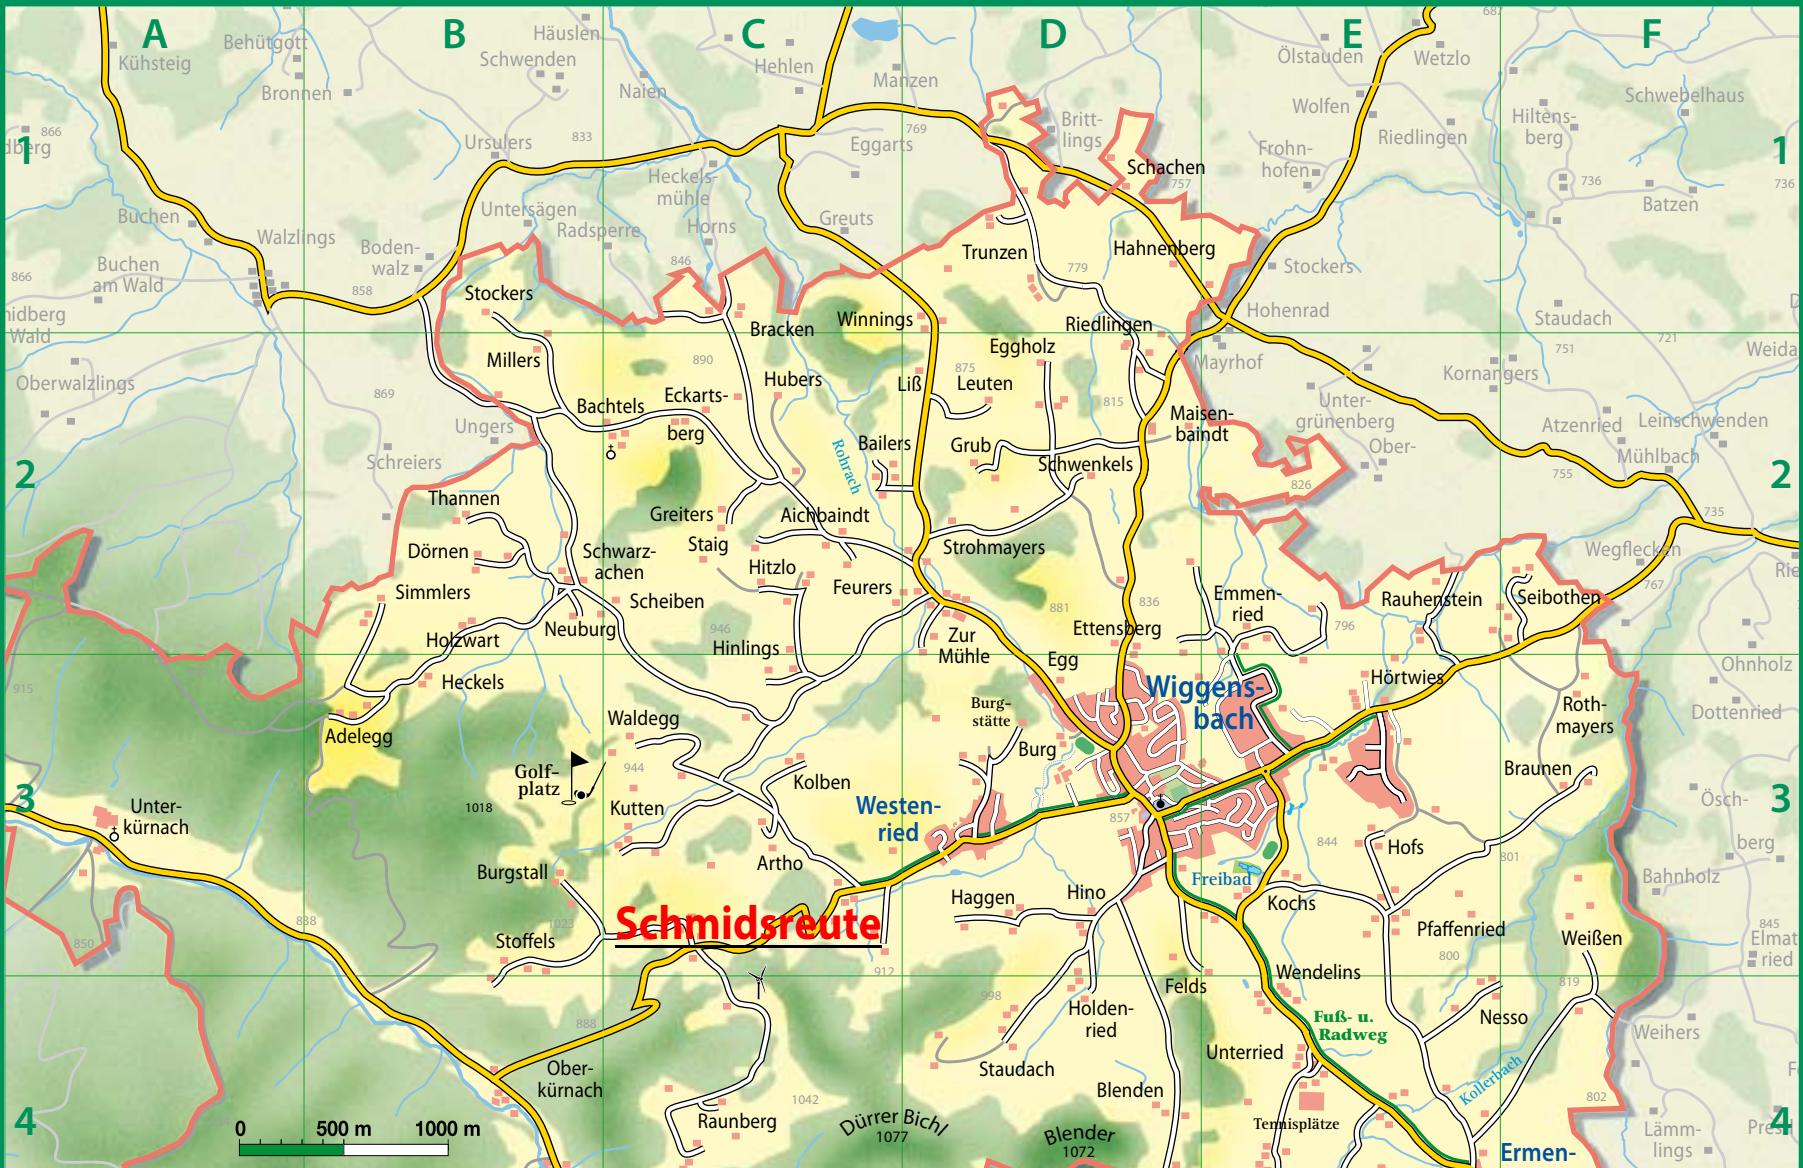 A
B
C
D
E
F
Kühsteig
Behütgott
Häuslen
Schwenden
Bronnen
Naien
Hehlen
Manzen
Ölstauden
Wetzlo
687
Schwebelhaus
Wolfen
Riedlingen
Hiltens-
berg
Britt-
lings
866
dberg
1
833
Ursulers
769
Eggarts
Frohn-
hofen
1
Schachen
757
736
736
Heckels-
mühle
Batzen
Buchen
Untersägen
Radsperre
Horns
Greuts
Walzlings
Boden-
walz
846
Trunzen
Hahnenberg
779
Stockers
866
Buchen
am Wald
858
Stockers
nidberg
Wald
Winnings
Bracken
Riedlingen
Hohenrad
Staudach
Millers
890
Eggholz
Mayrhof
751
721
Weida
Oberwalzlings
869
Hubers
Liß
875
Leuten
Kornangers
Eckarts-
berg
Bachtels
815
Maisen-
baindt
Unter-
grünenberg
Ober-
Atzenried
Leinschwenden
Ungers
Rohrach
Bailers
Grub
Schwenkels
Mühlbach
Schreiers
2
826
755
2
Thannen
Greiters
Aichbaindt
735
Staig
Strohmayers
Dörnen
Schwarz-
achen
Hitzlo
Wegflecken
Rie
767
Simmlers
Scheiben
Feurers
881
836
Emmen-
ried
Rauhenstein
Seibothen
796
Holzwart
Neuburg
946
Hinlings
Zur
Mühle
Ettensberg
Egg
Ohnholz
915
Heckels
Hörtwies
Wiggens-
bach
Burg-
stätte
Roth-
mayers
Dottenried
Waldegg
Adelegg
Burg
944
Golf-
platz
Kolben
Braunen
3
Unter-
kürnach
1018
Kutten
Westen-
ried
857
Ösch-
berg
3
844
Hofs
801
Artho
Burgstall
Freibad
Bahnholz
Haggen
Hino
Kochs
838
1023
Schmidsreute
Pfaffenried
Weißen
845
850
Stoffels
Elmat
ried
800
912
Wendelins
819
Felds
998
888
Holden-
ried
Fuß- u.
Radweg
Nesso
Weihers
Ober-
kürnach
Staudach
Unterried
Blenden
Kollerbach
1042
802
4
0
500 m
1000 m
Raunberg
Dürrer Bichl
1077
Blender
1072
Tennisplätze
Lämm-
lings
4
Ermen-